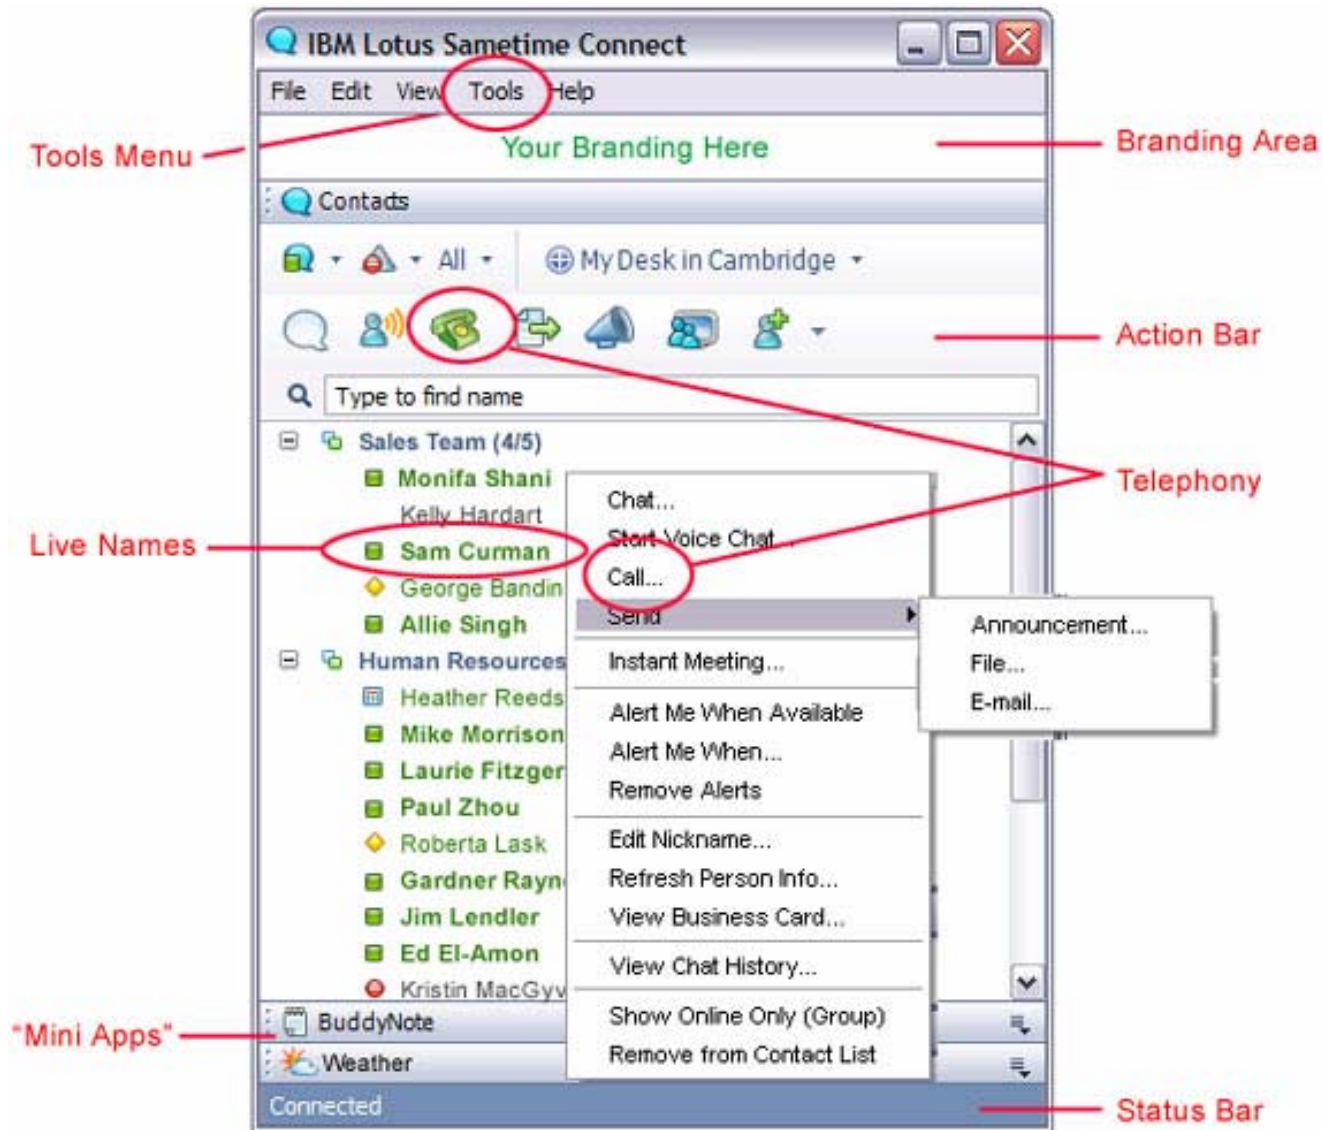 IBM Lotus Sametime Connect
File Edit View Tools Help
Tools Menu
Your Branding Here
Branding Area
Contacts
All My Desk in Cambridge
Action Bar
Type to find name
Sales Team (4/5)
Monifa Shani
Kelly Hardart
Live Names
Sam Curman
George Bandin
Allie Singh
Human Resources
Heather Reeds
Mike Morrison
Laurie Fitzger
Paul Zhou
Roberta Lask
Gardner Rayn
Jim Lendler
Ed El-Amon
Kristin MacGyv
Chat...
Start Voice Chat...
Call...
Send
Telephony
Announcement...
File...
E-mail...
Instant Meeting...
Alert Me When Available
Alert Me When...
Remove Alerts
Edit Nickname...
Refresh Person Info...
View Business Card...
View Chat History...
Show Online Only (Group)
Remove from Contact List
"Mini Apps"
BuddyNote
Weather
Connected
Status Bar